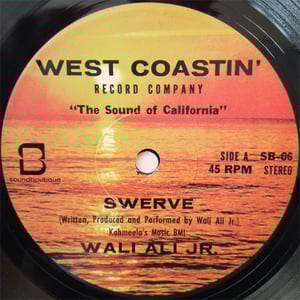 WEST COASTIN'
RECORD COMPANY
"The Sound of California"
SIDE A SB-06
45 RPM STEREO
soundboutique
SWERVE
(Written, Produced and Performed by Wali Ali Jr.)
Kahmeela's Music BMI
WALI ALI JR.